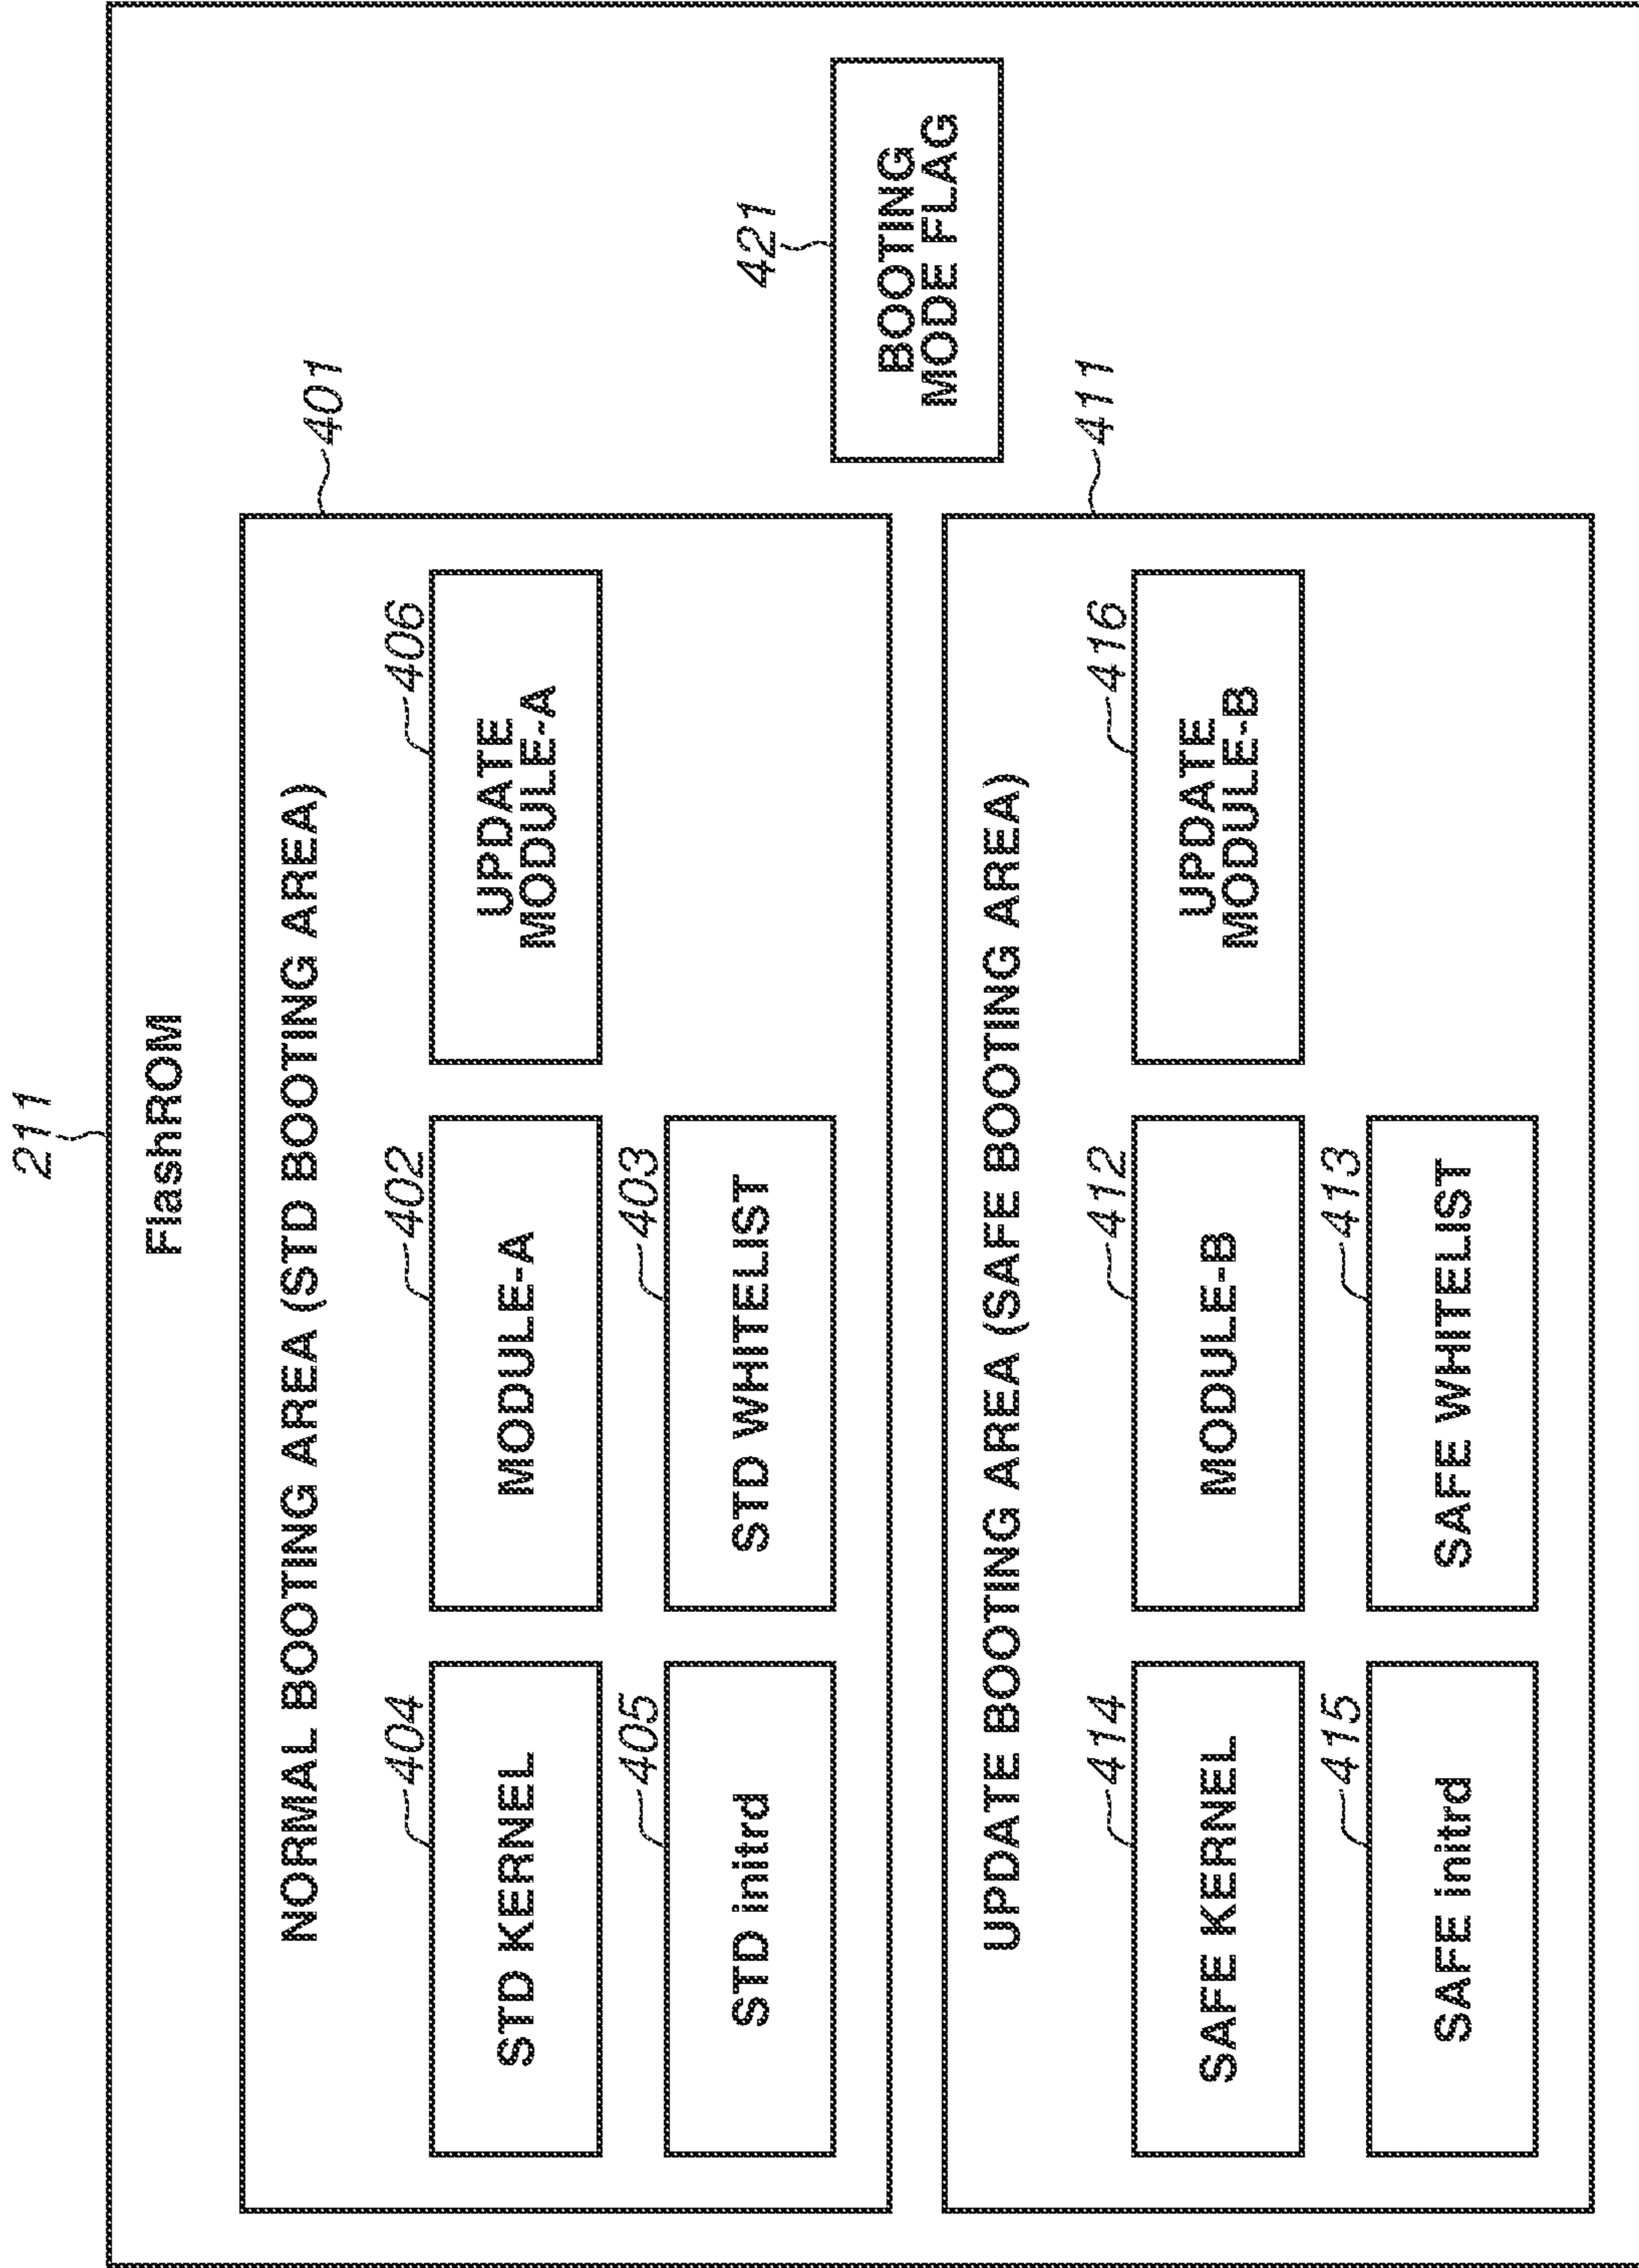 211
FlashROM
401
NORMAL BOOTING AREA (STD BOOTING AREA)
404
STD KERNEL
402
MODULE-A
406
UPDATE
MODULE-A
405
STD initrd
403
STD WHITELIST
421
BOOTING
MODE FLAG
411
UPDATE BOOTING AREA (SAFE BOOTING AREA)
414
SAFE KERNEL
412
MODULE-B
416
UPDATE
MODULE-B
415
SAFE initrd
413
SAFE WHITELIST